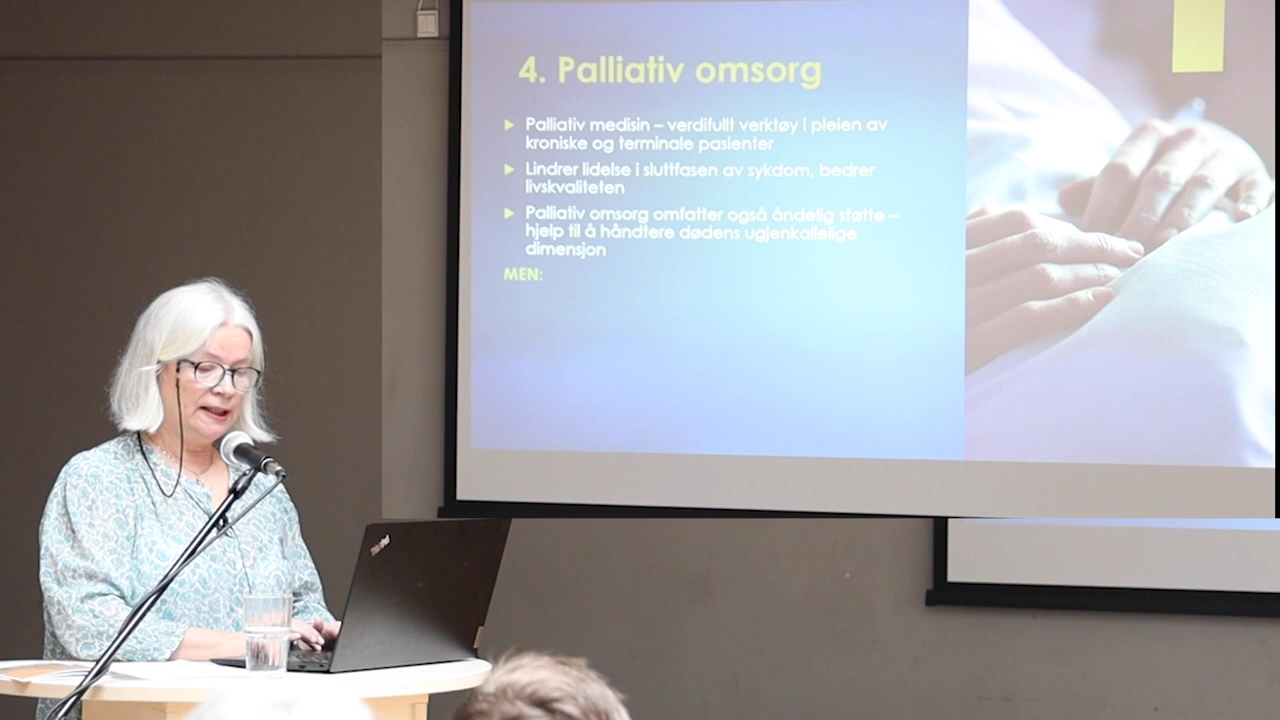 4. Palliativ omsorg
Palliativ medisin – verdifullt verktøy i pleien av
kroniske og terminale pasienter
Lindrer lidelse i sluttfasen av sykdom, bedrer
livskvaliteten
Palliativ omsorg omfatter også åndelig støtte –
hjelp til å håndtere dødens ugjenkallelige
dimensjon
MEN:
ThinkPad